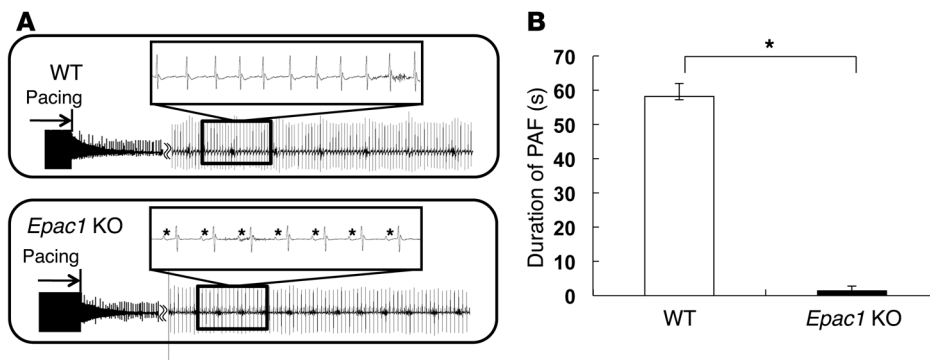 A
WT
Pacing
Epac1 KO
* * * * * * *
Pacing
B
*
Duration of PAF (s)
70
60
50
40
30
20
10
0
WT Epac1 KO